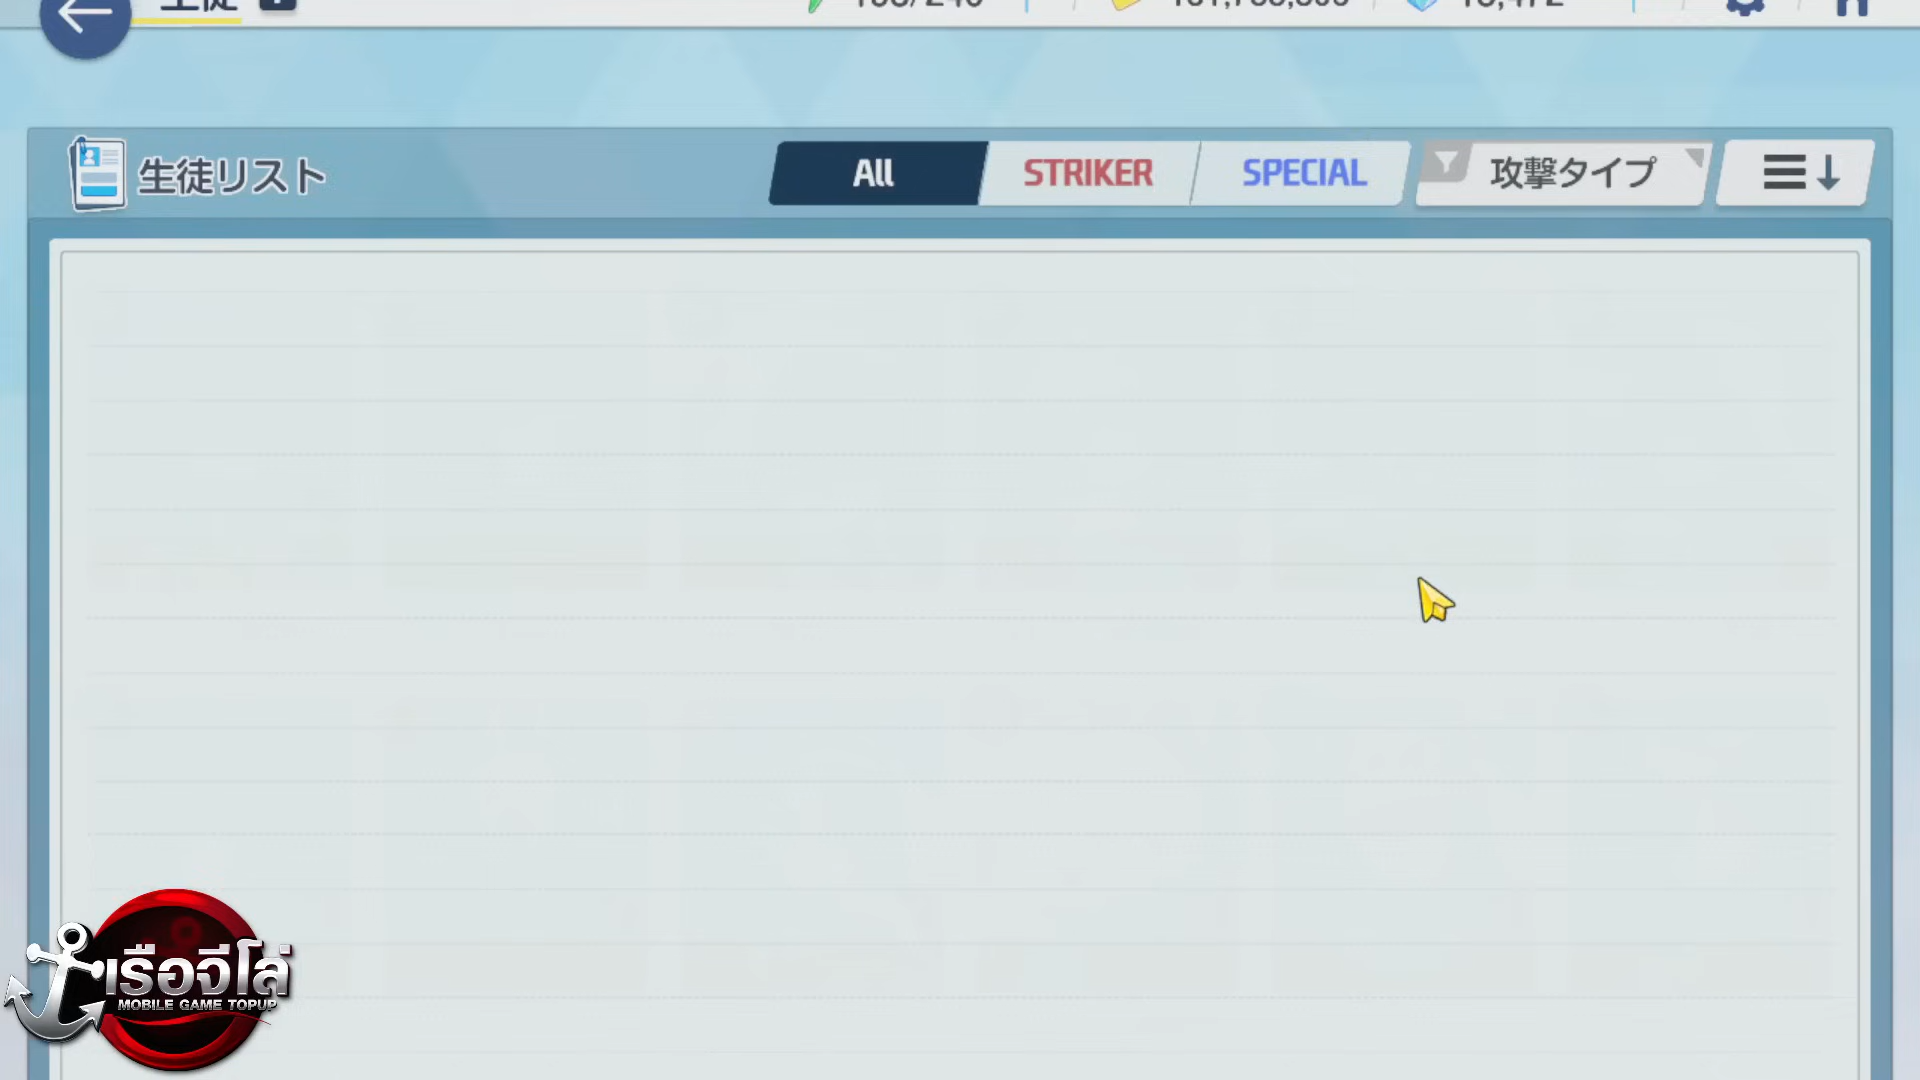 生徒リスト
All
STRIKER
SPECIAL
攻撃タイプ
เรือจีโล่
MOBILE GAME TOPUP